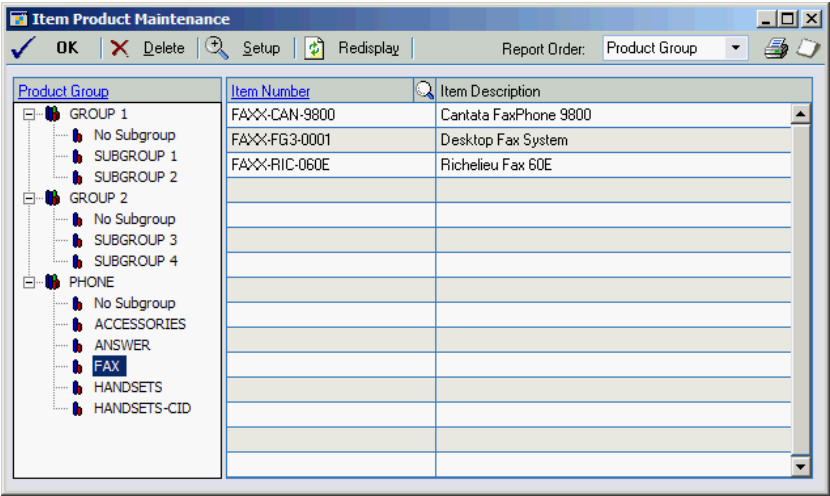 Item Product Maintenance
OK Delete Setup Redisplay Report Order: Product Group
Product Group
GROUP 1
No Subgroup
SUBGROUP 1
SUBGROUP 2
GROUP 2
No Subgroup
SUBGROUP 3
SUBGROUP 4
PHONE
No Subgroup
ACCESSORIES
ANSWER
FAX
HANDSETS
HANDSETS-CID
Item Number Item Description
FAXX-CAN-9800 Cantata FaxPhone 9800
FAXX-FG3-0001 Desktop Fax System
FAXX-RIC-060E Richelieu Fax 60E